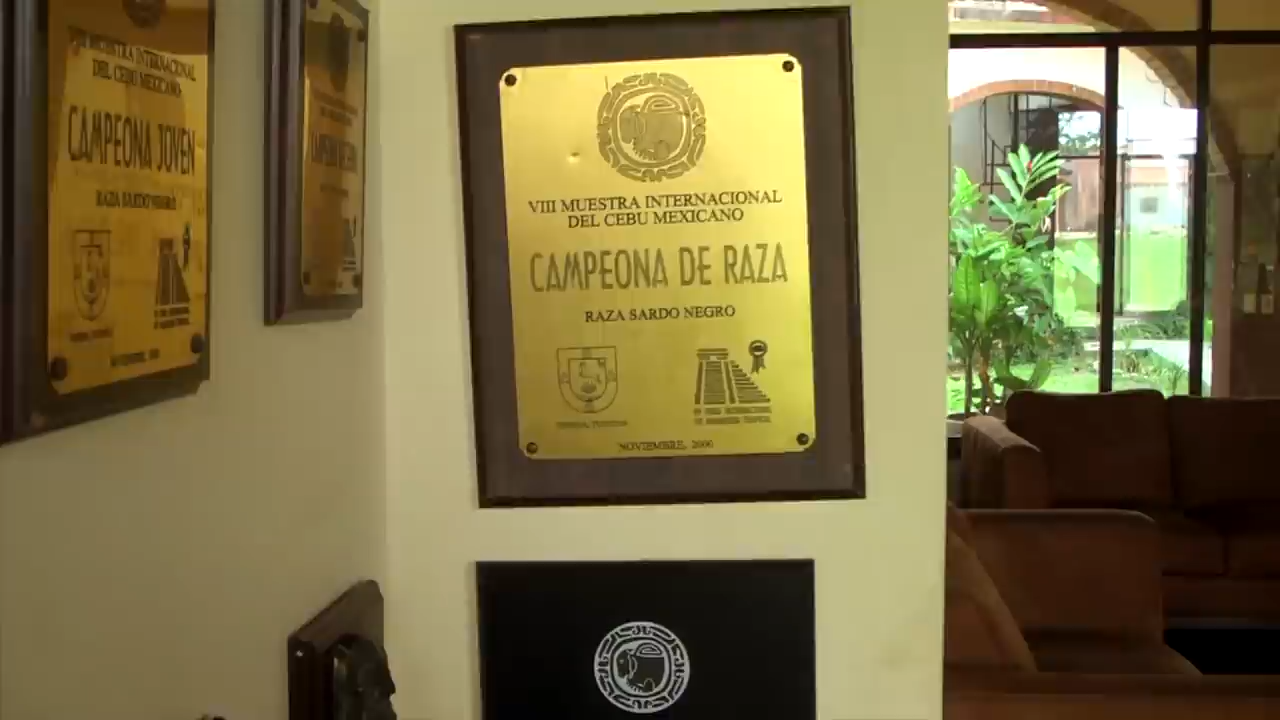 VIII MUESTRA INTERNACIONAL
DEL CEBU MEXICANO
CAMPEONA JOVEN
RAZA SARDO NEGRO
VIII MUESTRA INTERNACIONAL
DEL CEBU MEXICANO
CAMPEONA DE RAZA
RAZA SARDO NEGRO
NOVIEMBRE, 2006